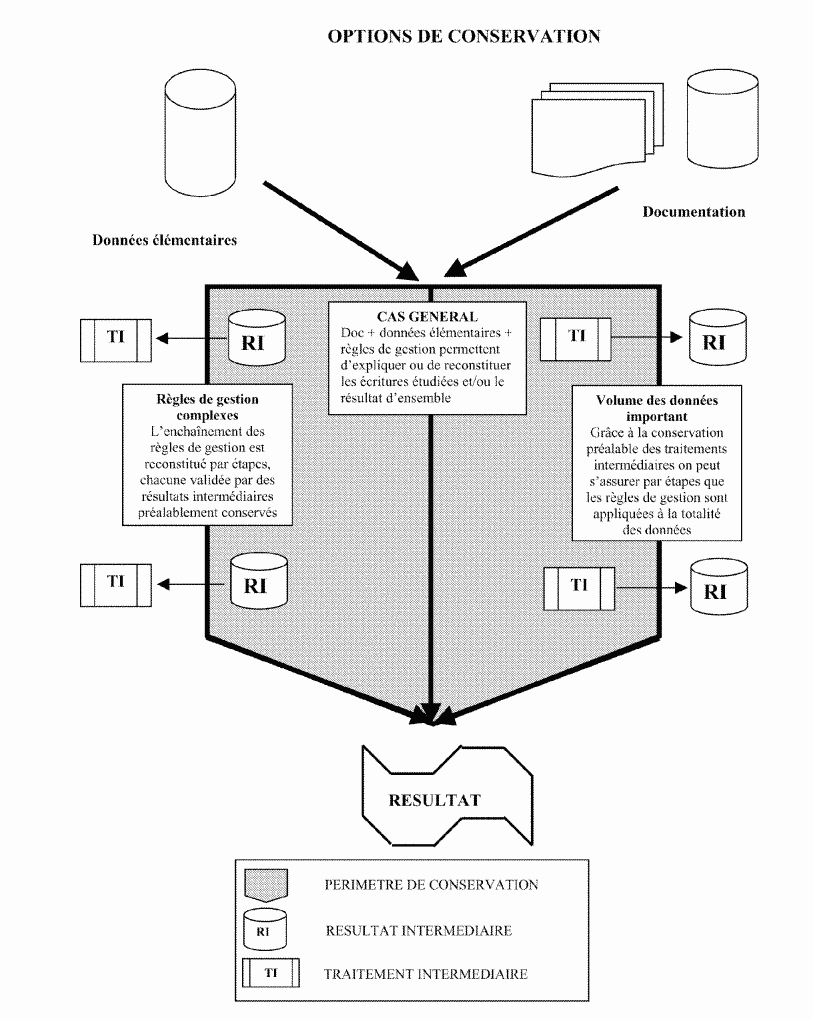 OPTIONS DE CONSERVATION
Documentation
Données élémentaires
TI
RI
CAS GENERAL
Doc + données élémentaires +
règles de gestion permettent
d'expliquer ou de reconstituer
les écritures étudiées et/ou le
résultat d'ensemble
TI
RI
Règles de gestion
complexes
L'enchaînement des
règles de gestion est
reconstitué par étapes,
chacune validée par des
résultats intermédiaires
préalablement conservés
Volume des données
important
Grâce à la conservation
préalable des traitements
intermédiaires on peut
s'assurer par étapes que
les règles de gestion sont
appliquées à la totalité
des données
TI
RI
TI
RI
RESULTAT
PERIMETRE DE CONSERVATION
RI
RESULTAT INTERMEDIAIRE
TI
TRAITEMENT INTERMEDIAIRE